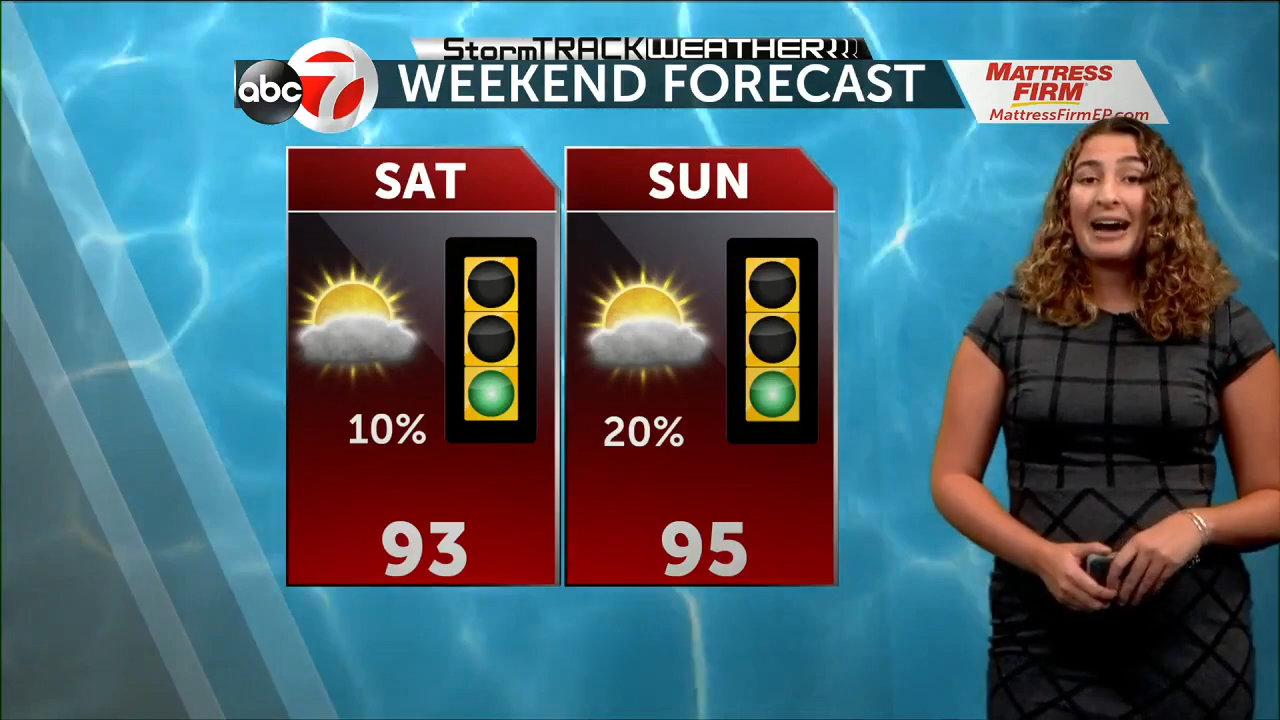 StormTRACKWEATHER
abc 7 WEEKEND FORECAST
MATTRESS
FIRM
MattressFirmEP.com
SAT SUN
10% 20%
93 95